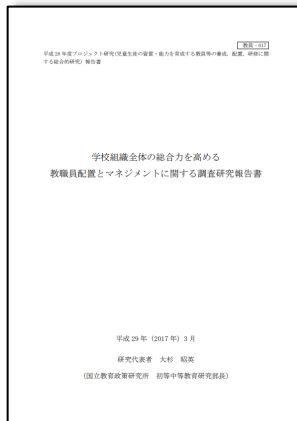 教員-017
平成28年度プロジェクト研究(児童生徒の資質・能力を育成する教員等の養成、配置、研修に関
する総合的研究)報告書
学校組織全体の総合力を高める
教職員配置とマネジメントに関する調査研究報告書
平成29年(2017年)3月
研究代表者 大杉 昭英
(国立教育政策研究所 初等中等教育研究部長)